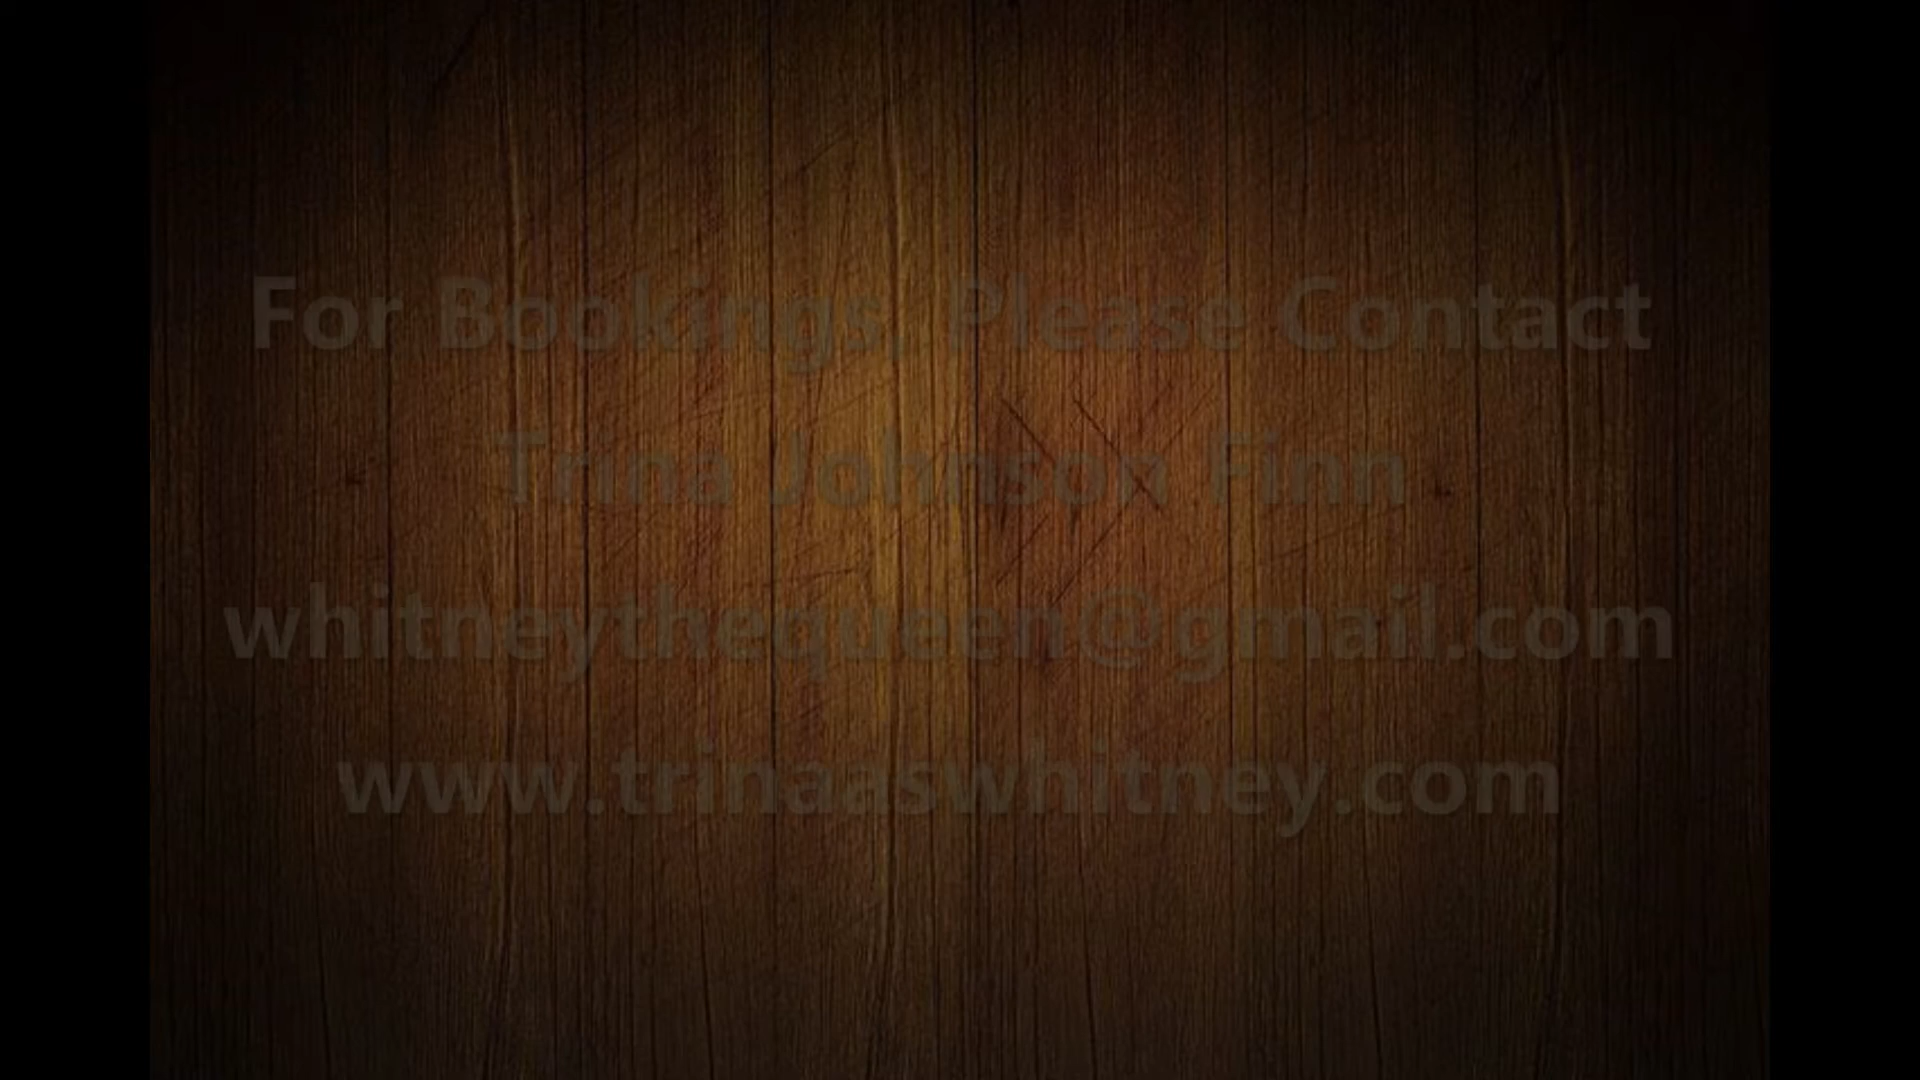 For Bookings, Please Contact
Trina Johnson Finn
whitneythequeen@gmail.com
www.trinaaswhitney.com